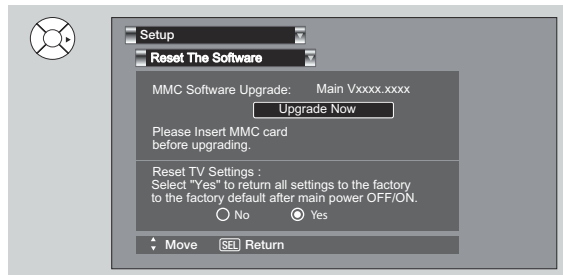 Setup
Reset The Software
MMC Software Upgrade: Main Vxxxx.xxxx
Upgrade Now
Please Insert MMC card
before upgrading.
Reset TV Settings :
Select "Yes" to return all settings to the factory
to the factory default after main power OFF/ON.
No Yes
Move SEL Return